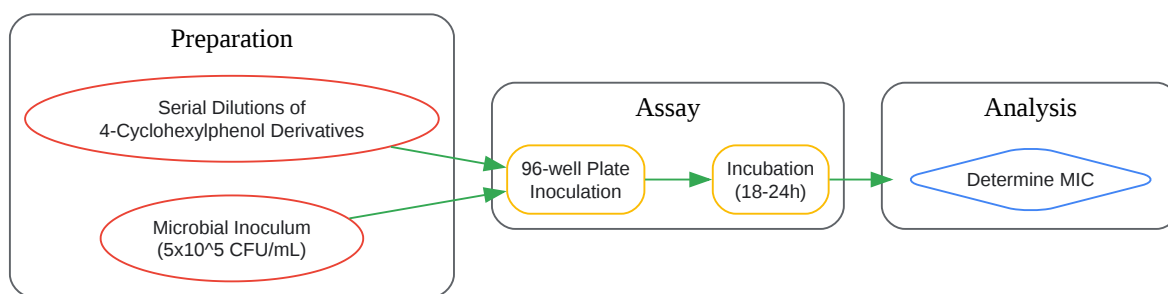 Preparation
Serial Dilutions of
4-Cyclohexylphenol Derivatives
Microbial Inoculum
(5x10^5 CFU/mL)
Assay
96-well Plate
Inoculation
Incubation
(18-24h)
Analysis
Determine MIC